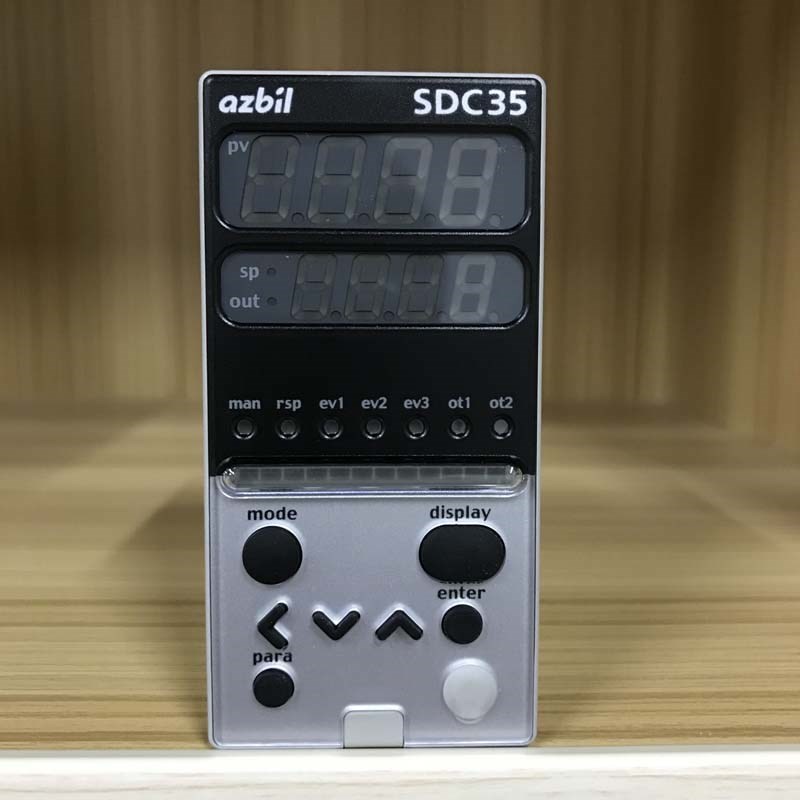 azbil SDC35
pv
sp
out
man rsp ev1 ev2 ev3 ot1 ot2
mode display
enter
para